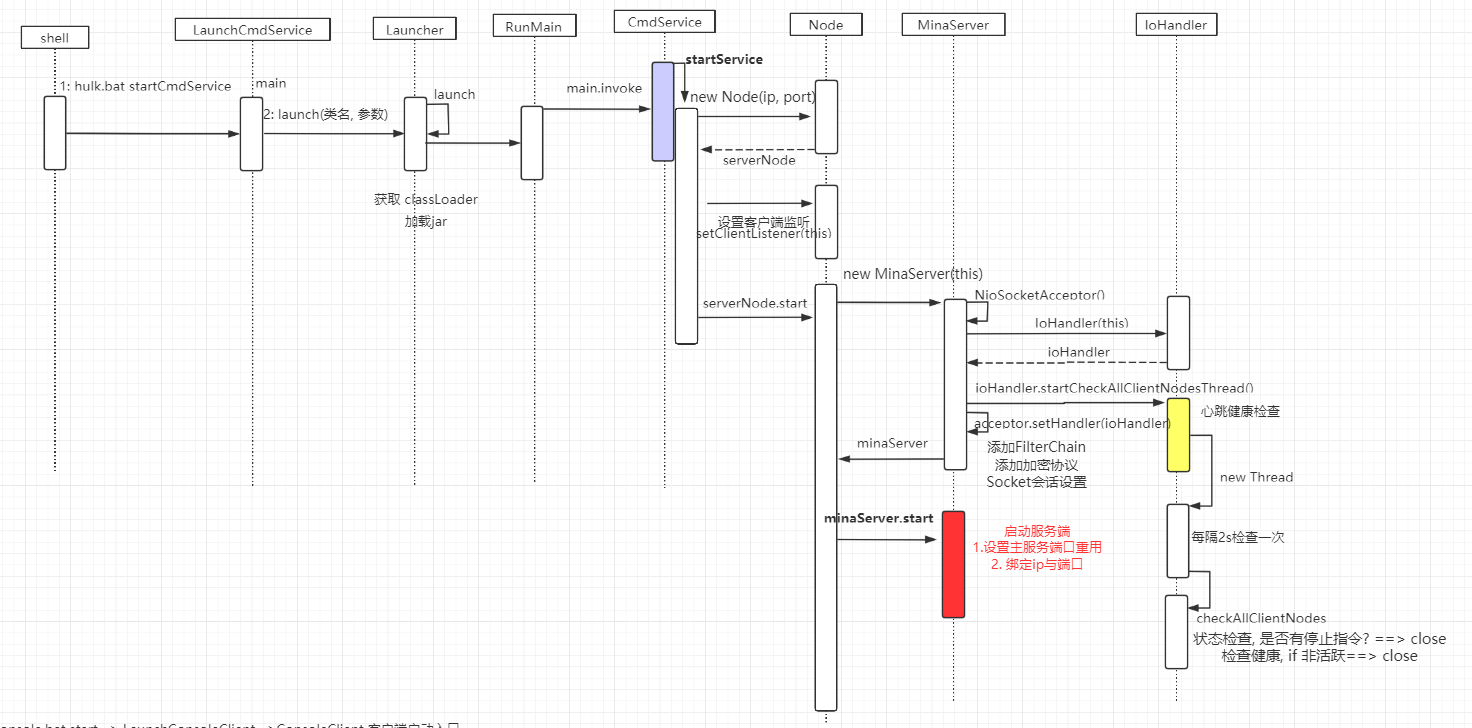 shell
LaunchCmdService
Launcher
RunMain
CmdService
Node
MinaServer
IoHandler
1: hulk.bat startCmdService
main
2: launch(类名, 参数)
launch
获取 classLoader
加载jar
main.invoke
startService
new Node(ip, port)
serverNode
设置客户端监听
setClientListener(this)
serverNode.start
new MinaServer(this)
NioSocketAcceptor()
IoHandler(this)
ioHandler
ioHandler.startCheckAllClientNodesThread()
心跳健康检查
acceptor.setHandler(ioHandler)
minaServer
添加FilterChain
添加加密协议
Socket会话设置
new Thread
minaServer.start
启动服务端
1.设置主服务端口重用
2. 绑定ip与端口
每隔2s检查一次
checkAllClientNodes
状态检查, 是否有停止指令? ==> close
检查健康, if 非活跃==> close